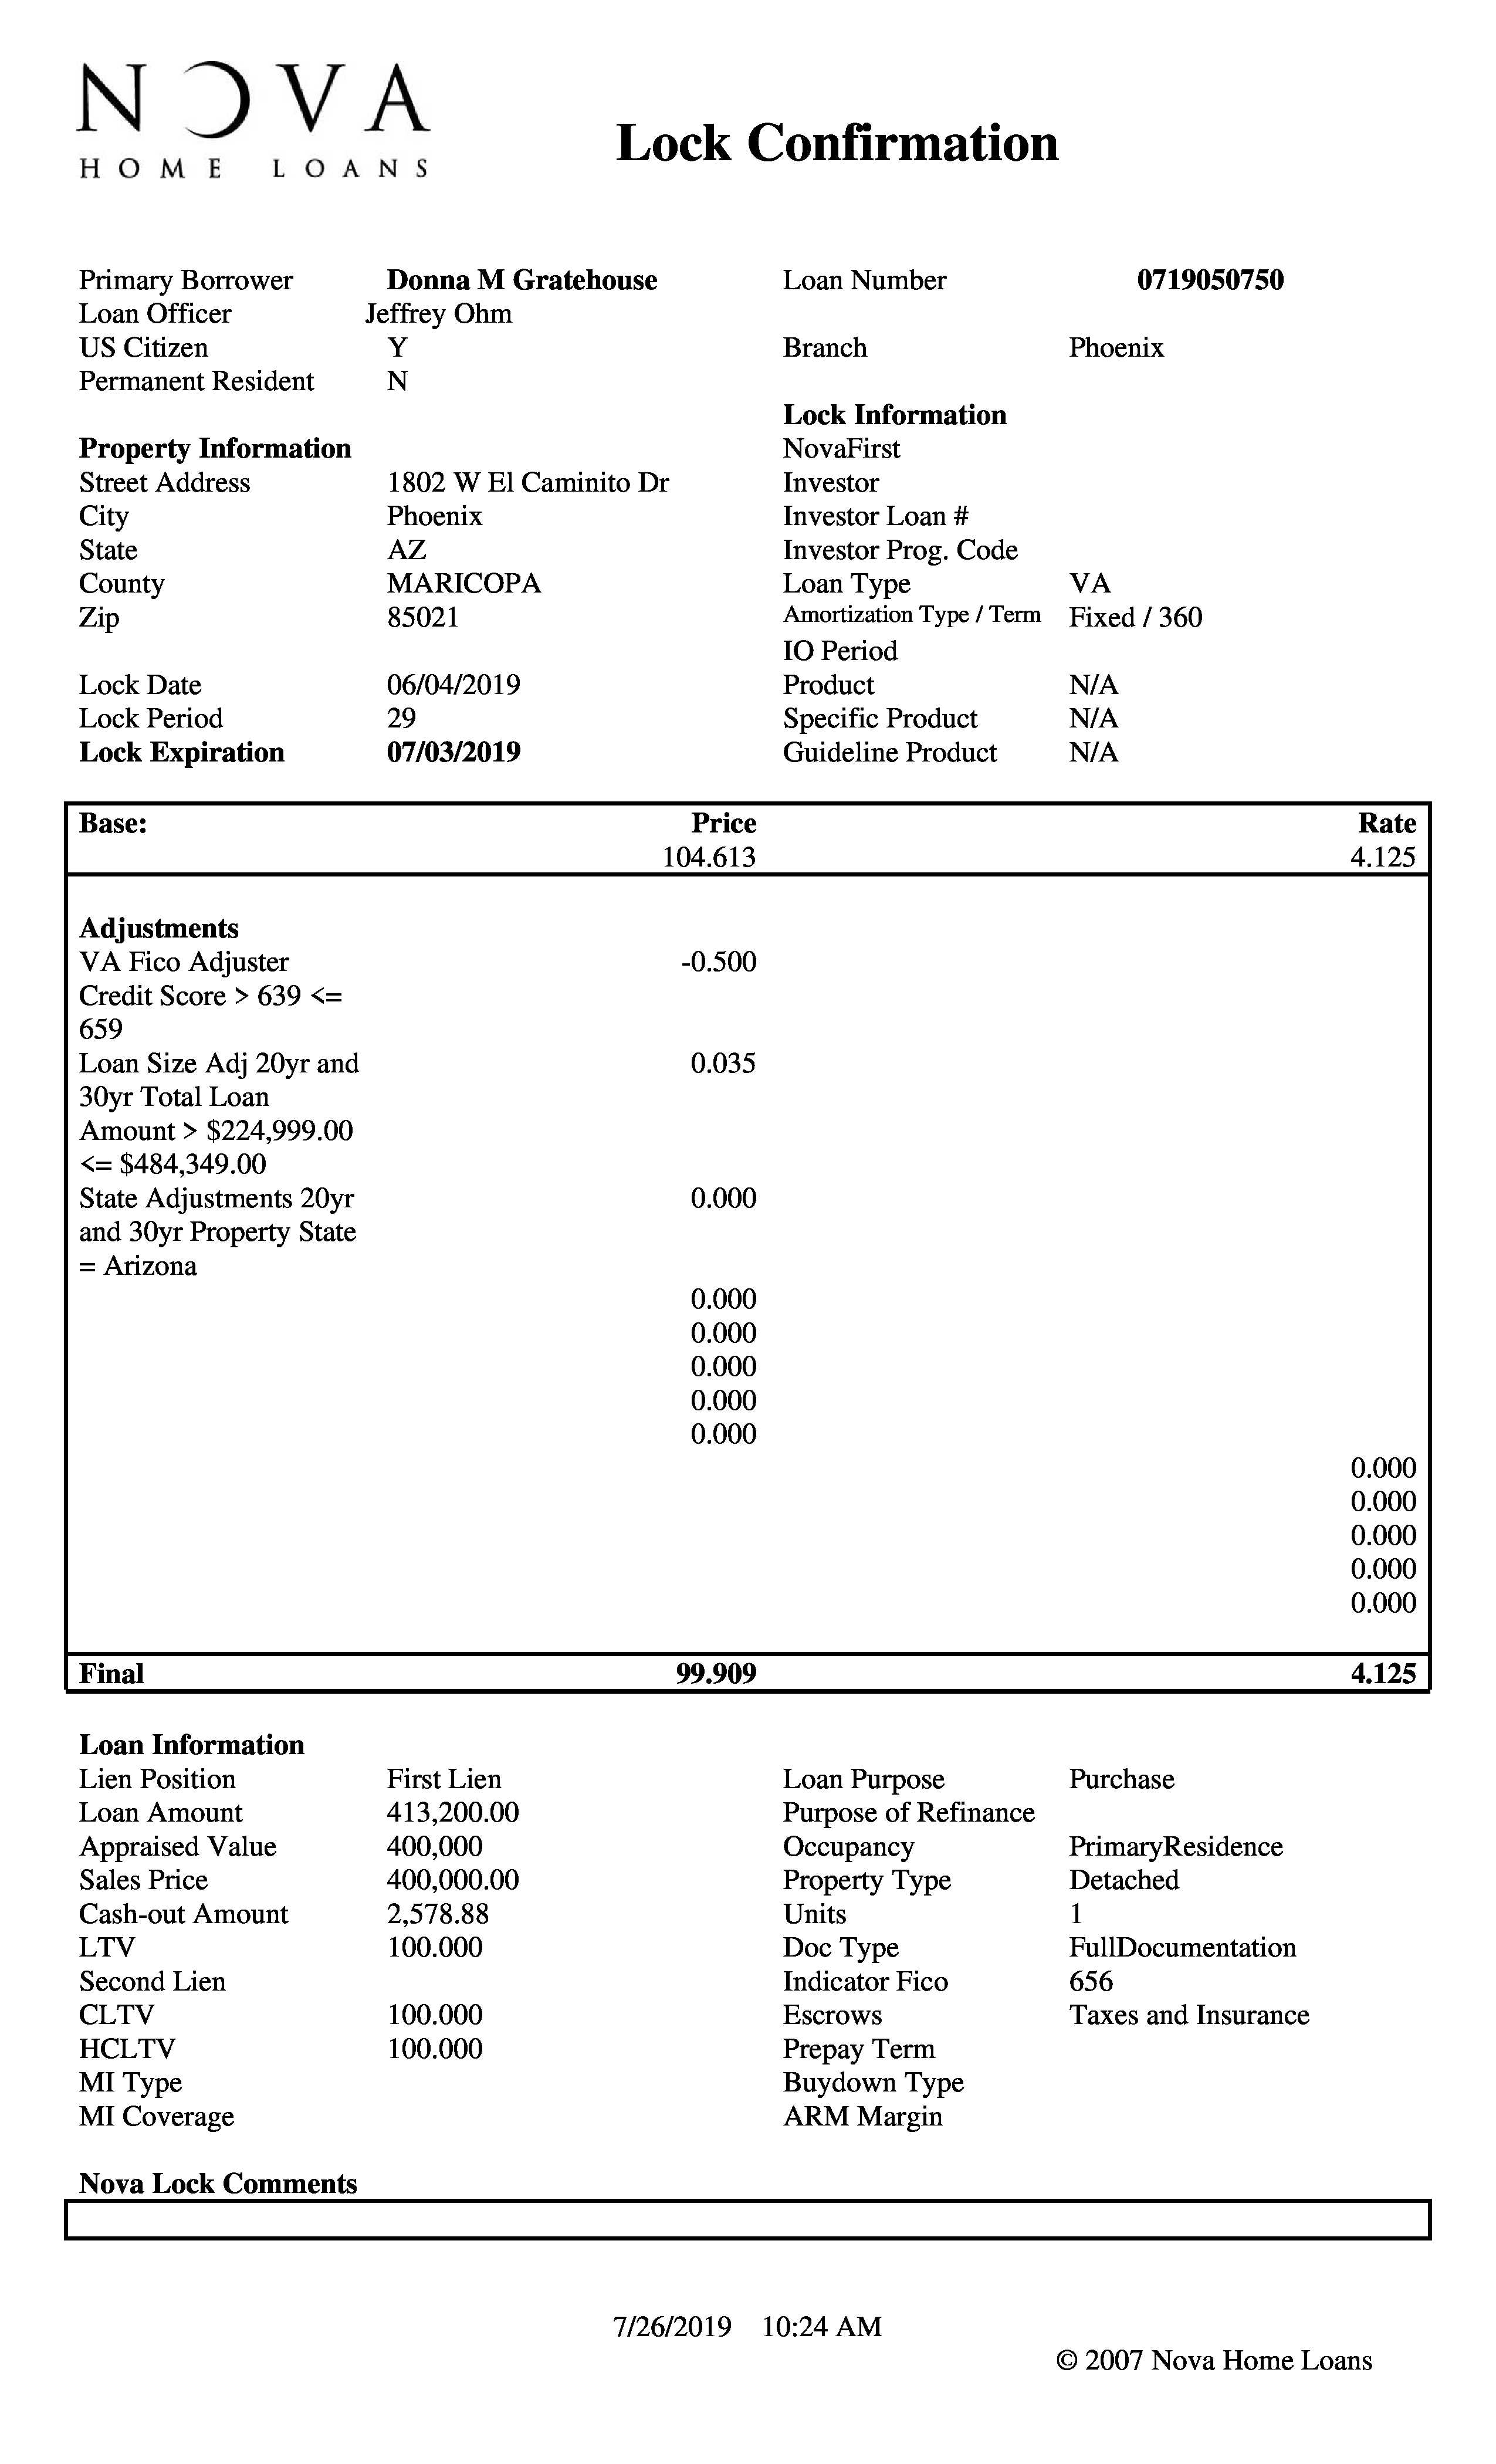 NOVA
HOME LOANS
Lock Confirmation
Primary Borrower Donna M Gratehouse Loan Number 0719050750
Loan Officer Jeffrey Ohm
US Citizen Y Branch Phoenix
Permanent Resident N
Lock Information
Property Information NovaFirst
Street Address 1802 W El Caminito Dr Investor
City Phoenix Investor Loan #
State AZ Investor Prog. Code
County MARICOPA Loan Type VA
Zip 85021 Amortization Type / Term Fixed / 360
IO Period
Lock Date 06/04/2019 Product N/A
Lock Period 29 Specific Product N/A
Lock Expiration 07/03/2019 Guideline Product N/A
Base: Price Rate
104.613 4.125
Adjustments
VA Fico Adjuster -0.500
Credit Score > 639 <=
659
Loan Size Adj 20yr and 0.035
30yr Total Loan
Amount > $224,999.00
<= $484,349.00
State Adjustments 20yr 0.000
and 30yr Property State
= Arizona
0.000
0.000
0.000
0.000
0.000
0.000
0.000
0.000
0.000
0.000
Final 99.909 4.125
Loan Information
Lien Position First Lien Loan Purpose Purchase
Loan Amount 413,200.00 Purpose of Refinance
Appraised Value 400,000 Occupancy PrimaryResidence
Sales Price 400,000.00 Property Type Detached
Cash-out Amount 2,578.88 Units 1
LTV 100.000 Doc Type FullDocumentation
Second Lien Indicator Fico 656
CLTV 100.000 Escrows Taxes and Insurance
HCLTV 100.000 Prepay Term
MI Type Buydown Type
MI Coverage ARM Margin
Nova Lock Comments
7/26/2019 10:24 AM
© 2007 Nova Home Loans